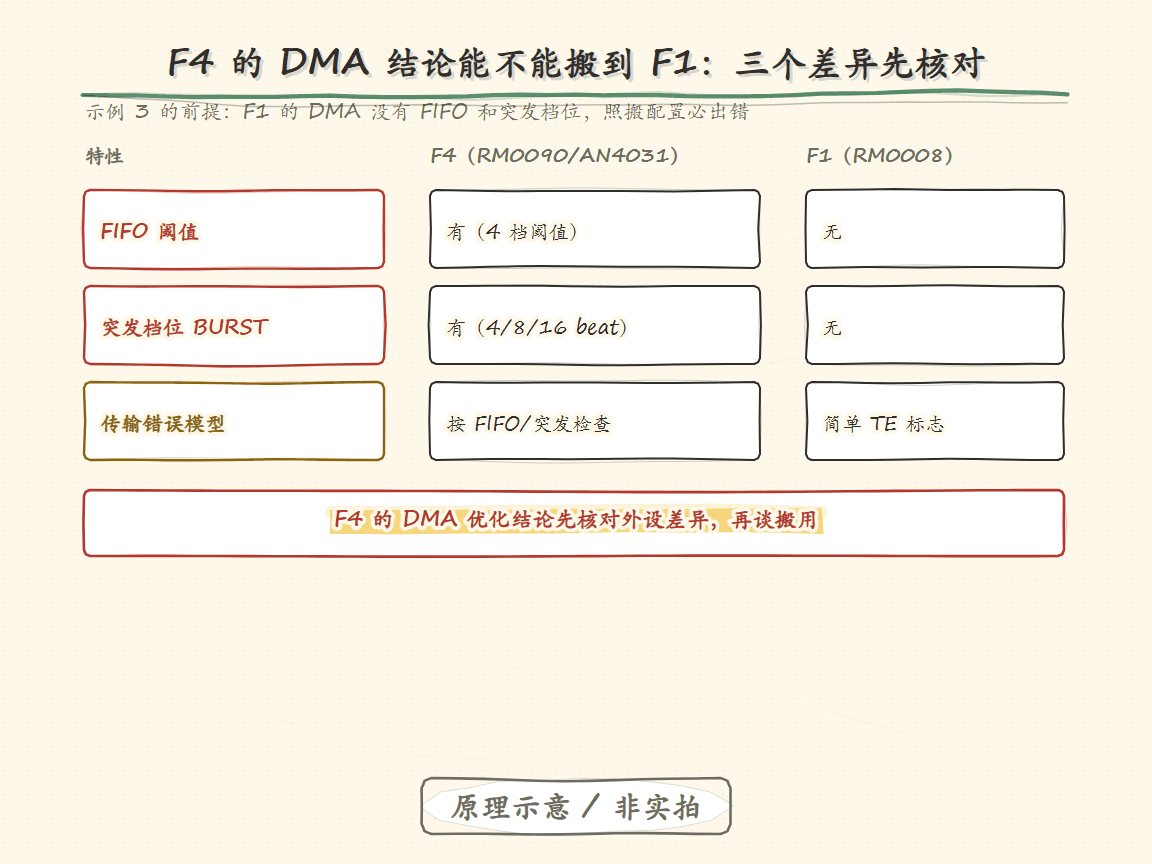 F4 的 DMA 结论能不能搬到 F1：三个差异先核对
示例 3 的前提：F1 的 DMA 没有 FIFO 和突发档位，照搬配置必出错
特性 F4（RM0090/AN4031） F1（RM0008）
FIFO 阈值 有（4 档阈值） 无
突发档位 BURST 有（4/8/16 beat） 无
传输错误模型 按 FIFO/突发检查 简单 TE 标志
F4 的 DMA 优化结论先核对外设差异，再谈搬用
原理示意 / 非实拍